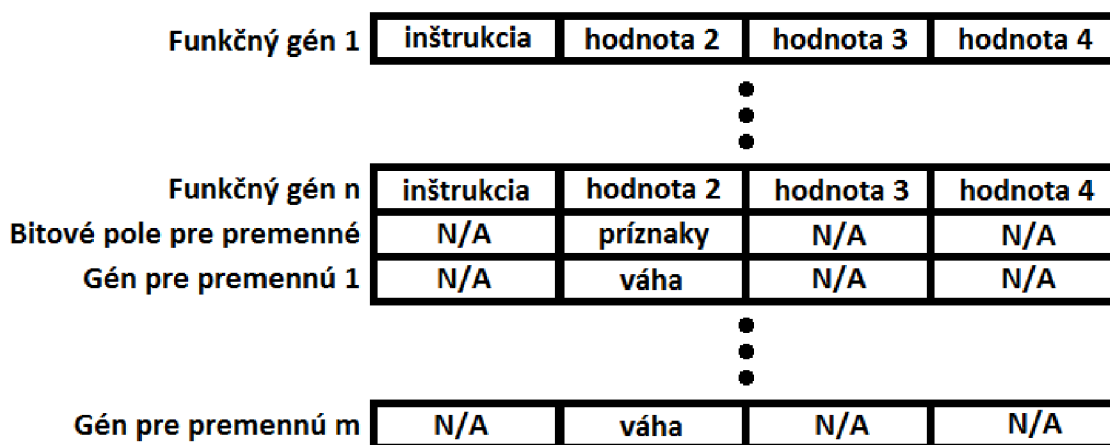 Funkčný gén 1 inštrukcia hodnota 2 hodnota 3 hodnota 4
Funkčný gén n inštrukcia hodnota 2 hodnota 3 hodnota 4
Bitové pole pre premenné N/A príznaky N/A N/A
Gén pre premennú 1 N/A váha N/A N/A
Gén pre premennú m N/A váha N/A N/A